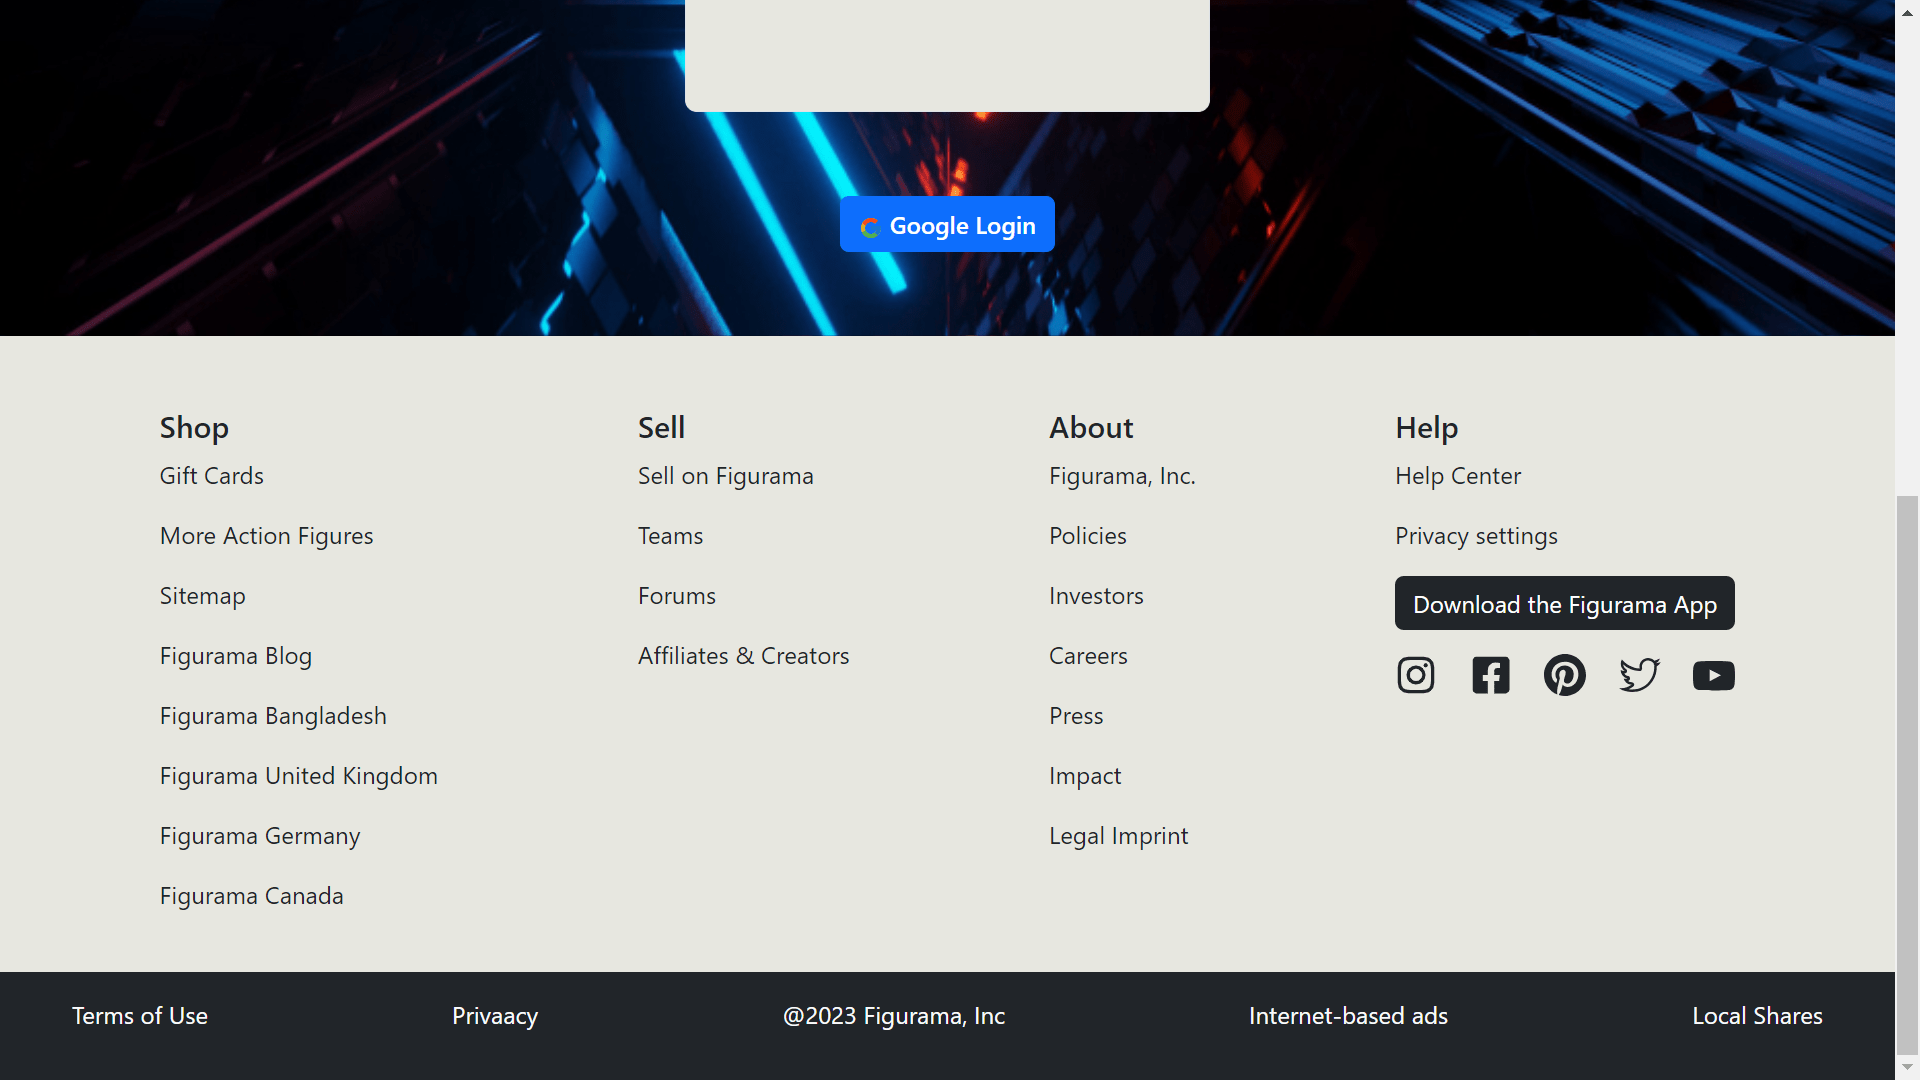 Google Login
Shop
Gift Cards
More Action Figures
Sitemap
Figurama Blog
Figurama Bangladesh
Figurama United Kingdom
Figurama Germany
Figurama Canada
Sell
Sell on Figurama
Teams
Forums
Affiliates & Creators
About
Figurama, Inc.
Policies
Investors
Careers
Press
Impact
Legal Imprint
Help
Help Center
Privacy settings
Download the Figurama App
Terms of Use
Privaacy
@2023 Figurama, Inc
Internet-based ads
Local Shares